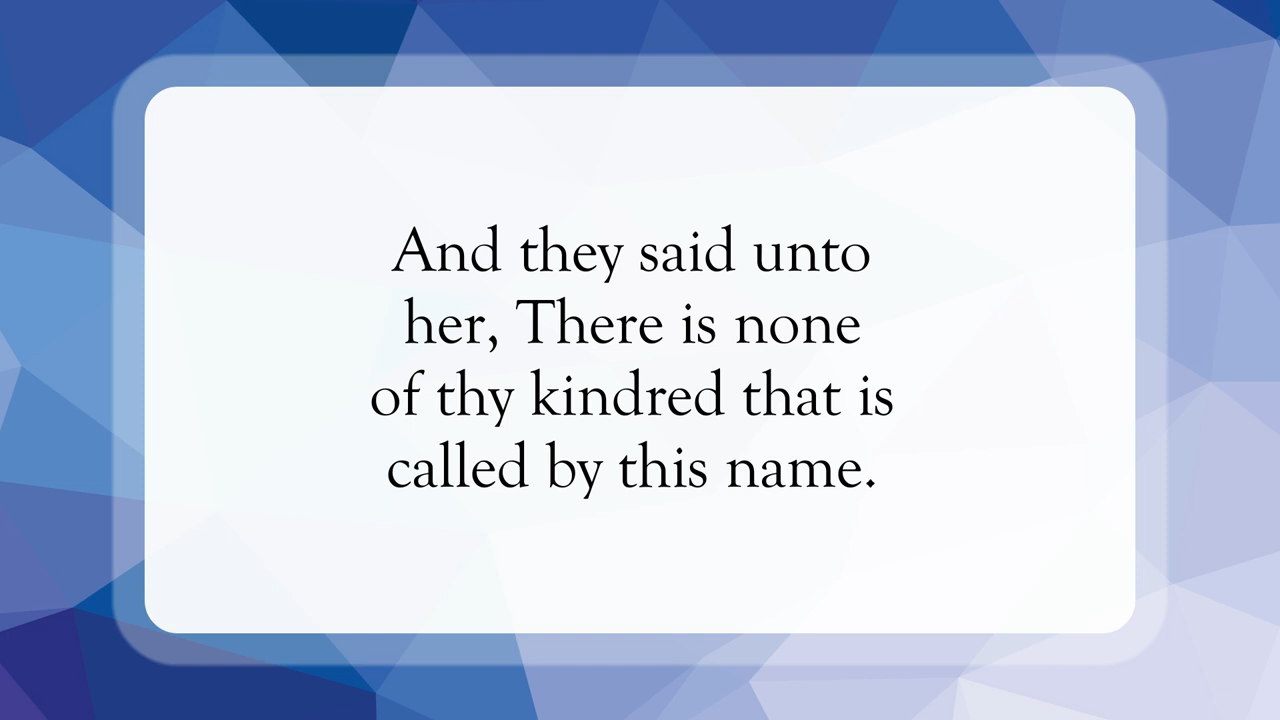 And they said unto
her, There is none
of thy kindred that is
called by this name.